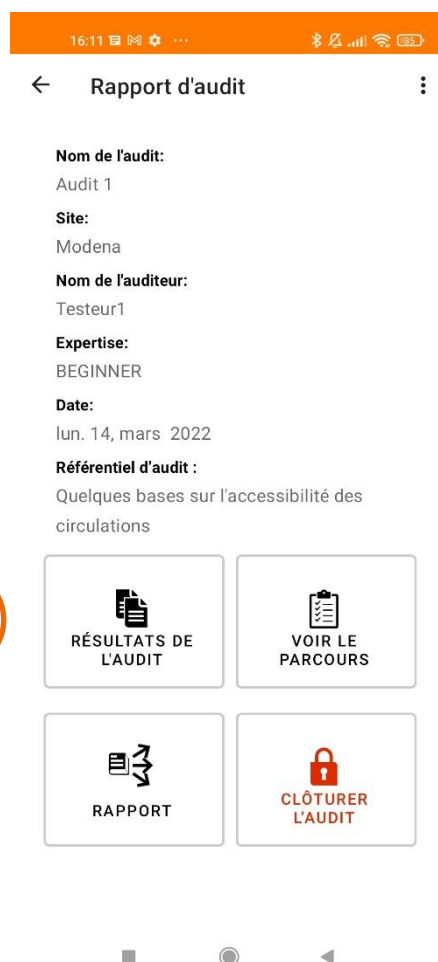 16:11 ...
85
Rapport d'audit
Nom de l'audit:
Audit 1
Site:
Modena
Nom de l'auditeur:
Testeur1
Expertise:
BEGINNER
Date:
lun. 14, mars 2022
Référentiel d'audit :
Quelques bases sur l'accessibilité des
circulations
RÉSULTATS DE
L'AUDIT
VOIR LE
PARCOURS
RAPPORT
CLÔTURER
L'AUDIT